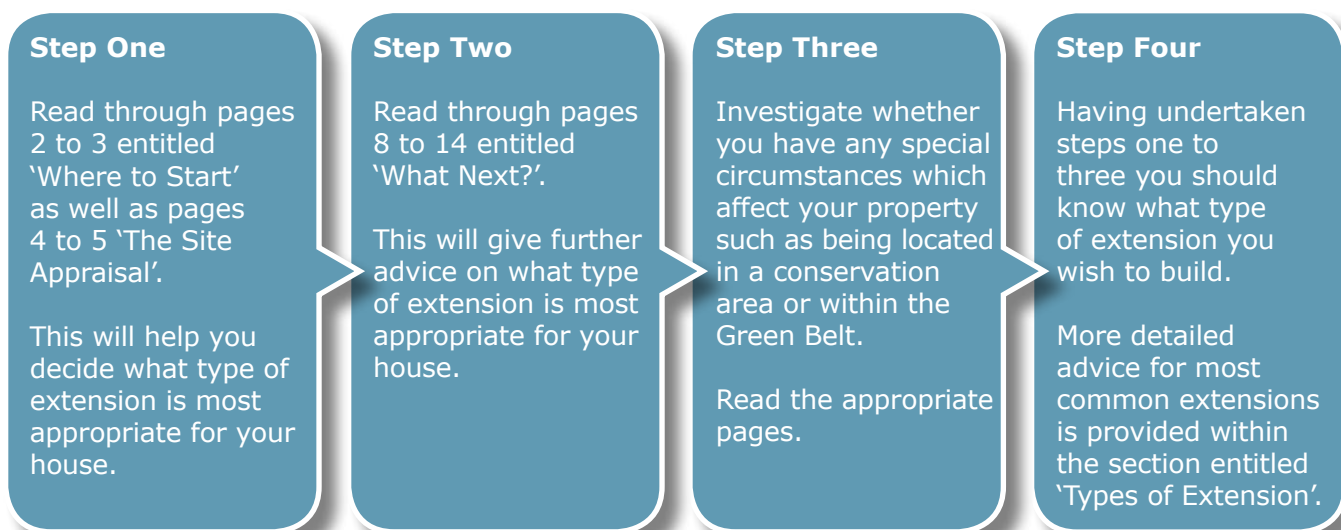 Step One
Read through pages
2 to 3 entitled
‘Where to Start’
as well as pages
4 to 5 ‘The Site
Appraisal’.
This will help you
decide what type of
extension is most
appropriate for your
house.
Step Two
Read through pages
8 to 14 entitled
‘What Next?’.
This will give further
advice on what type
of extension is most
appropriate for your
house.
Step Three
Investigate whether
you have any special
circumstances which
affect your property
such as being located
in a conservation
area or within the
Green Belt.
Read the appropriate
pages.
Step Four
Having undertaken
steps one to
three you should
know what type
of extension you
wish to build.
More detailed
advice for most
common extensions
is provided within
the section entitled
‘Types of Extension’.